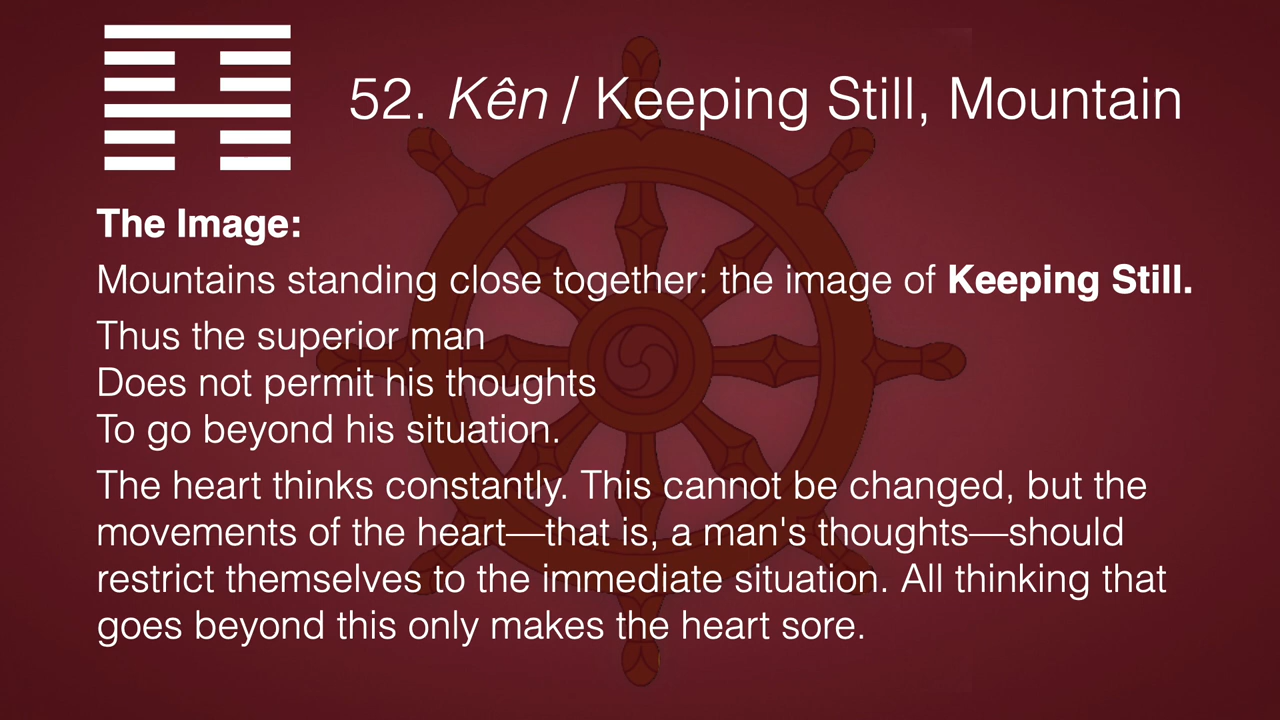 52. Kên / Keeping Still, Mountain
The Image:
Mountains standing close together: the image of Keeping Still.
Thus the superior man
Does not permit his thoughts
To go beyond his situation.
The heart thinks constantly. This cannot be changed, but the
movements of the heart—that is, a man's thoughts—should
restrict themselves to the immediate situation. All thinking that
goes beyond this only makes the heart sore.